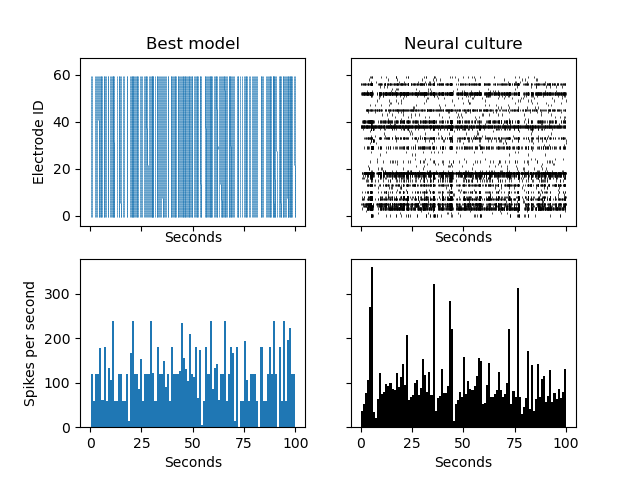 Best model
Neural culture
Electrode ID
60
40
20
0
Seconds
Seconds
Spikes per second
300
200
100
0
0 25 50 75 100
0 25 50 75 100
Seconds
Seconds